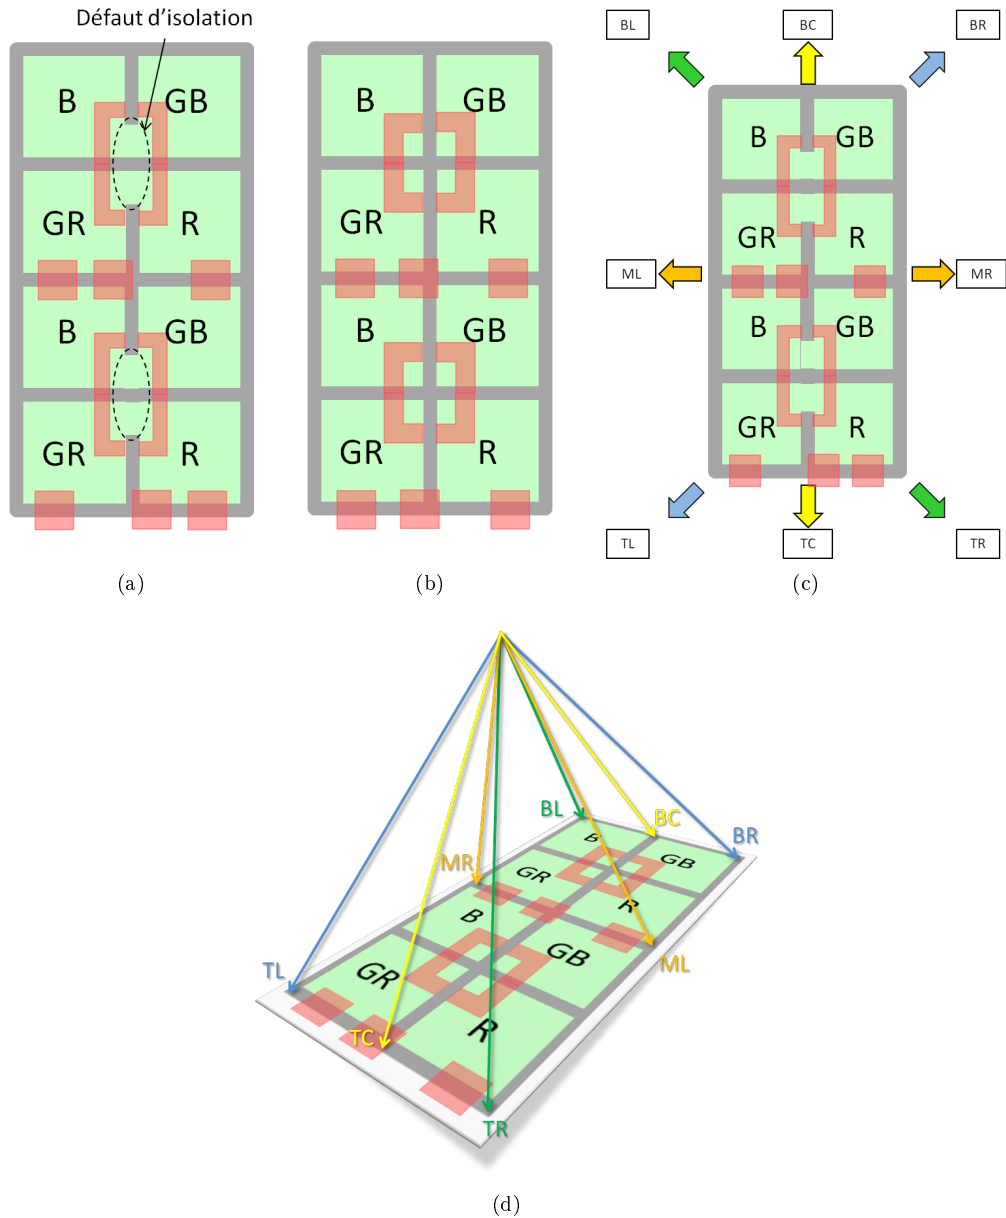 Défaut d'isolation
B GB
GR R
B GB
GR R
(a)
B GB
GR R
B GB
GR R
(b)
BL BC BR
B GB
GR R
ML MR
B GB
GR R
TL TC TR
(c)
BL BC BR
B GB
MR GR R
B GB ML
TL GR
TC R
TR
(d)